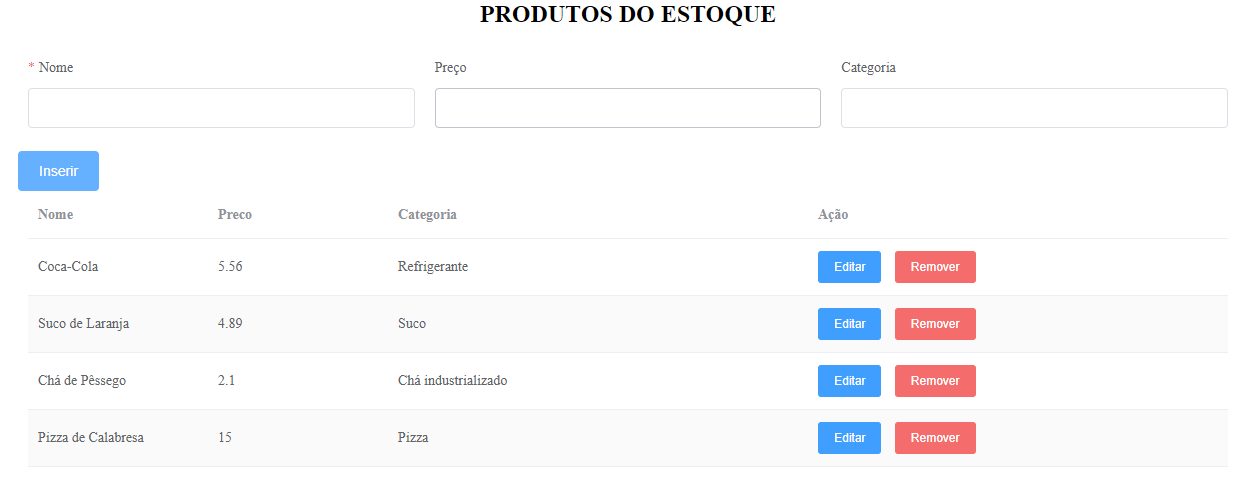 PRODUTOS DO ESTOQUE
* Nome Preço Categoria
Inserir
Nome Preco Categoria Ação
Coca-Cola 5.56 Refrigerante Editar Remover
Suco de Laranja 4.89 Suco Editar Remover
Chá de Pêssego 2.1 Chá industrializado Editar Remover
Pizza de Calabresa 15 Pizza Editar Remover